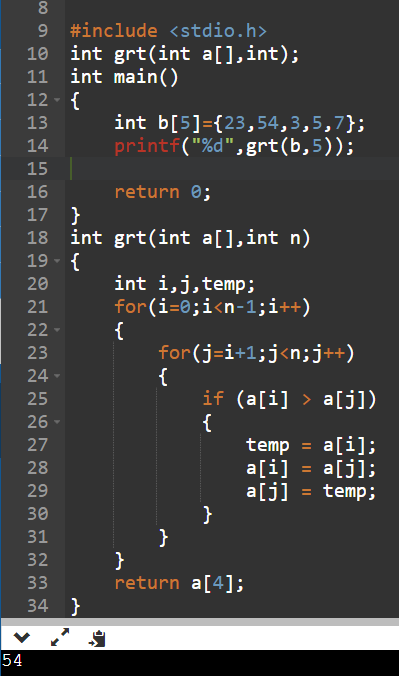 8
9 #include <stdio.h>
10 int grt(int a[],int);
11 int main()
12 {
13     int b[5]={23,54,3,5,7};
14     printf("%d",grt(b,5));
15
16     return 0;
17 }
18 int grt(int a[],int n)
19 {
20     int i,j,temp;
21     for(i=0;i<n-1;i++)
22     {
23         for(j=i+1;j<n;j++)
24         {
25             if (a[i] > a[j])
26             {
27                 temp = a[i];
28                 a[i] = a[j];
29                 a[j] = temp;
30             }
31         }
32     }
33     return a[4];
34 }
54